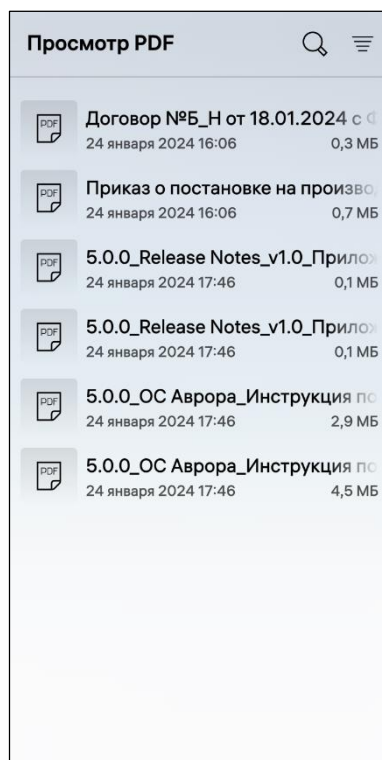 Просмотр PDF
PDF
Договор №Б_Н от 18.01.2024 с
24 января 2024 16:06 0,3 МБ
PDF
Приказ о постановке на произво
24 января 2024 16:06 0,7 МБ
PDF
5.0.0_Release Notes_v1.0_Прилож
24 января 2024 17:46 0,1 МБ
PDF
5.0.0_Release Notes_v1.0_Прилож
24 января 2024 17:46 0,1 МБ
PDF
5.0.0_ОС Аврора_Инструкция по
24 января 2024 17:46 2,9 МБ
PDF
5.0.0_ОС Аврора_Инструкция по
24 января 2024 17:46 4,5 МБ